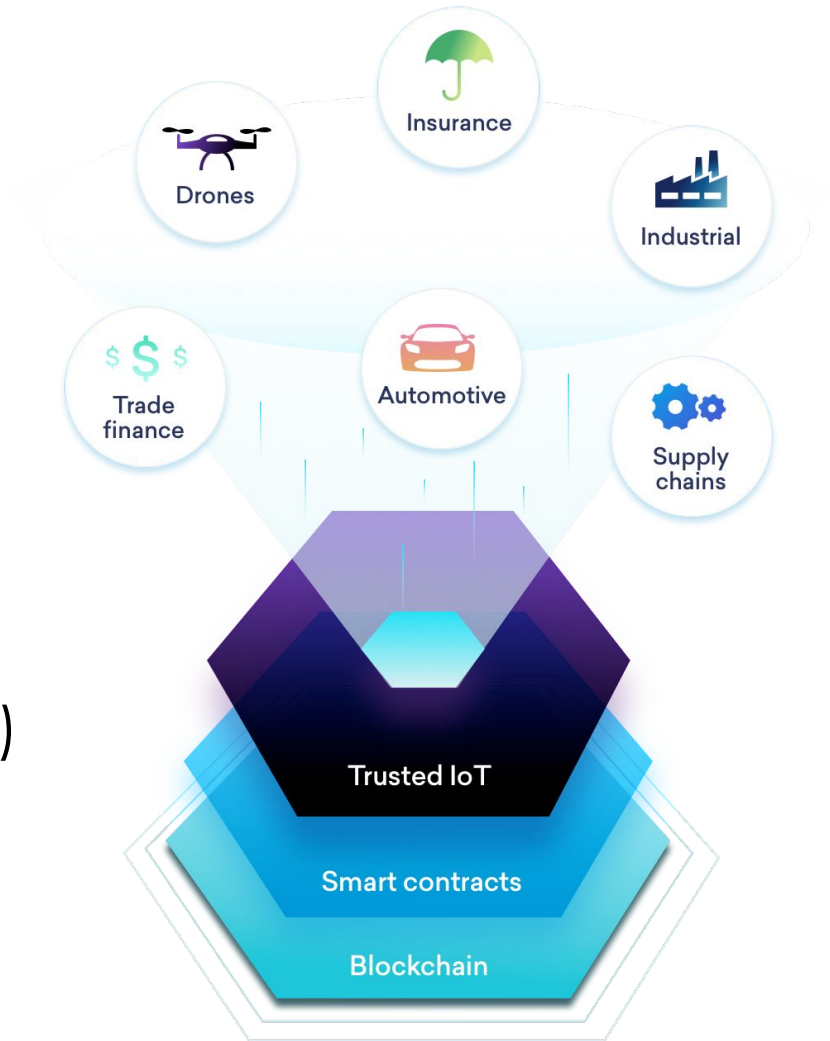 Insurance
Drones
Industrial
$ $ $
Trade
finance
Automotive
Supply
chains
)
Trusted IoT
Smart contracts
Blockchain